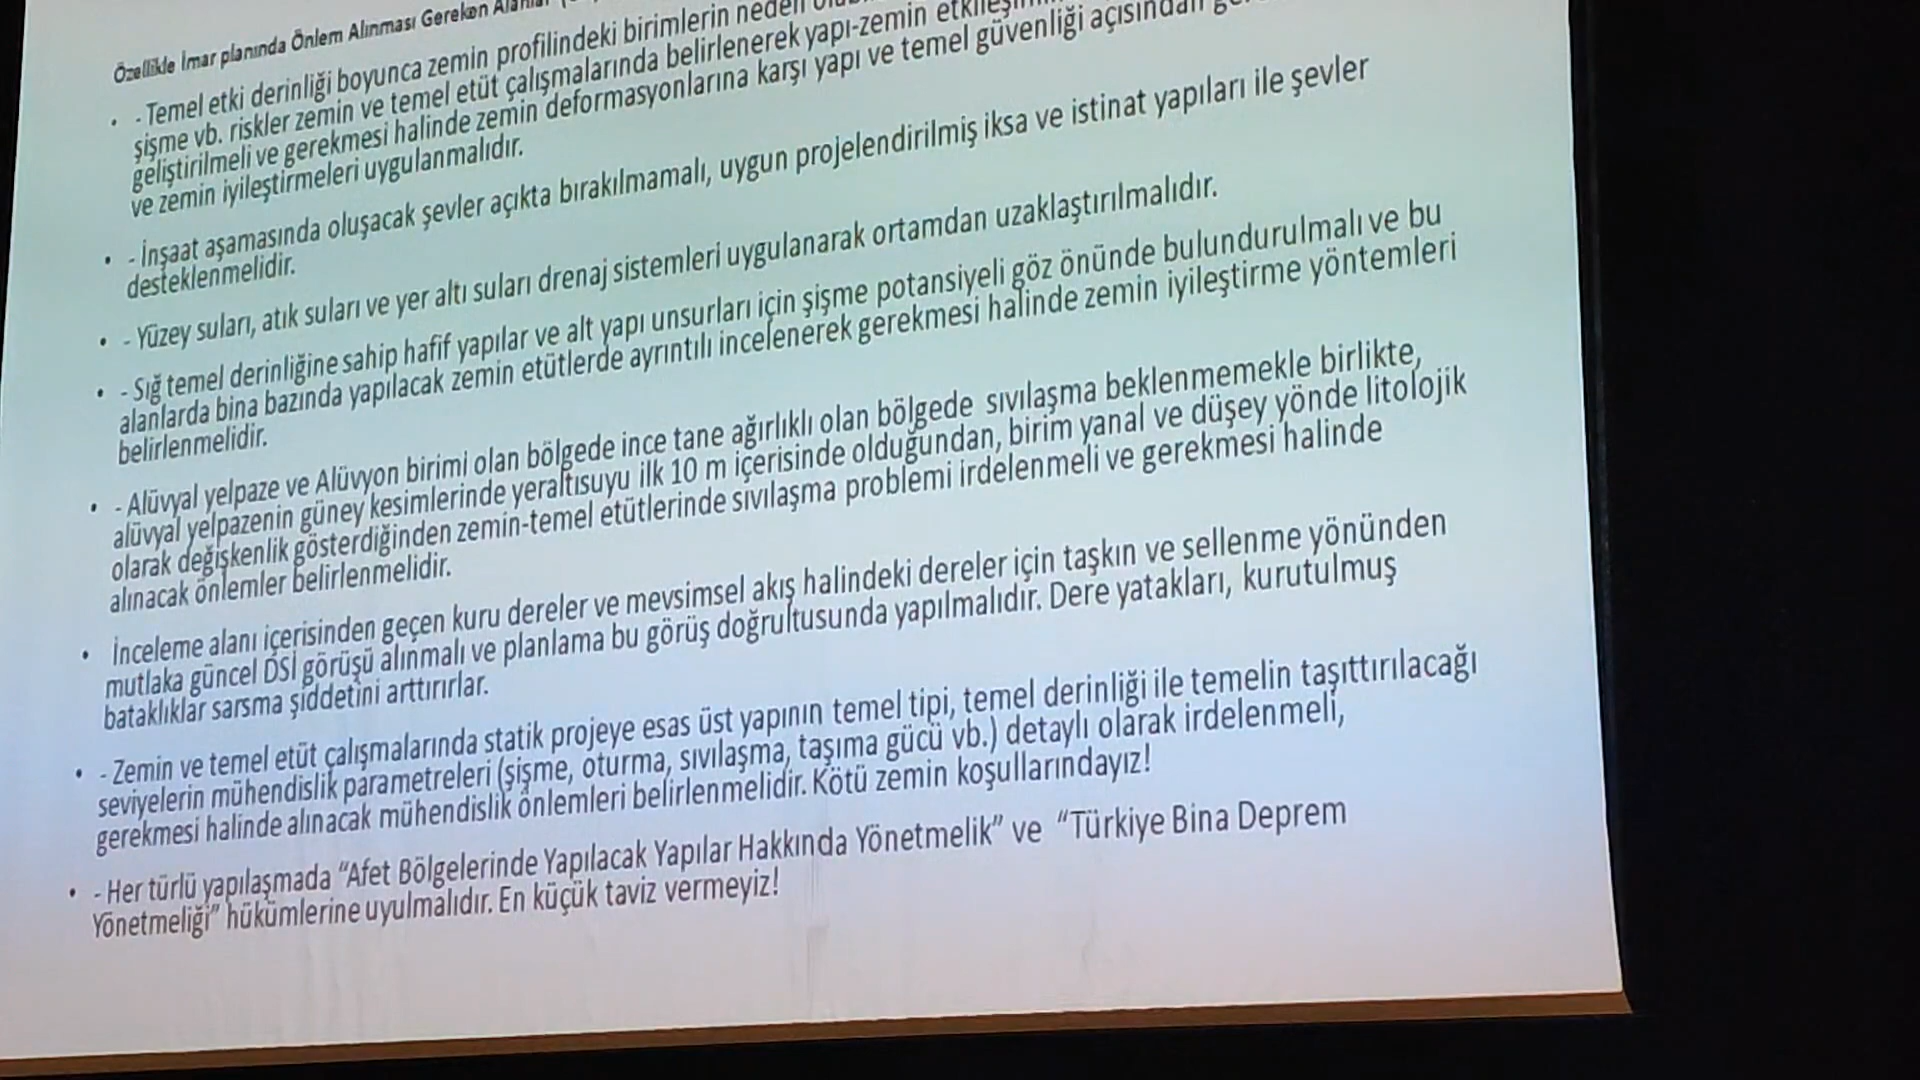 Özellikle İmar planında Önlem Alınması Gereken Alanlar
• - Temel etki derinliği boyunca zemin profilindeki birimlerin neden
şişme vb. riskler zemin ve temel etüt çalışmalarında belirlenerek yapı-zemin
geliştirilmeli ve gerekmesi halinde zemin deformasyonlarına karşı yapı ve temel güvenliği açısından
ve zemin iyileştirmeleri uygulanmalıdır.
• - İnşaat aşamasında oluşacak şevler açıkta bırakılmamalı, uygun projelendirilmiş iksa ve istinat yapıları ile şevler
desteklenmelidir.
• - Yüzey suları, atık suları ve yer altı suları drenaj sistemleri uygulanarak ortamdan uzaklaştırılmalıdır.
• - Sığ temel derinliğine sahip hafif yapılar ve alt yapı unsurları için şişme potansiyeli göz önünde bulundurulmalı ve bu
alanlarda bina bazında yapılacak zemin etütlerde ayrıntılı incelenerek gerekmesi halinde zemin iyileştirme yöntemleri
belirlenmelidir.
• - Alüvyal yelpaze ve Alüvyon birimi olan bölgede ince tane ağırlıklı olan bölgede sıvılaşma beklenmemekle birlikte,
alüvyal yelpazenin güney kesimlerinde yeraltısuyu ilk 10 m içerisinde olduğundan, birim yanal ve düşey yönde litolojik
olarak değişkenlik gösterdiğinden zemin-temel etütlerinde sıvılaşma problemi irdelenmeli ve gerekmesi halinde
alınacak önlemler belirlenmelidir.
• İnceleme alanı içerisinden geçen kuru dereler ve mevsimsel akış halindeki dereler için taşkın ve sellenme yönünden
mutlaka güncel DSİ görüşü alınmalı ve planlama bu görüş doğrultusunda yapılmalıdır. Dere yatakları, kurutulmuş
bataklıklar sarsma şiddetini arttırırlar.
• - Zemin ve temel etüt çalışmalarında statik projeye esas üst yapının temel tipi, temel derinliği ile temelin taşıttırılacağı
seviyelerin mühendislik parametreleri (şişme, oturma, sıvılaşma, taşıma gücü vb.) detaylı olarak irdelenmeli,
gerekmesi halinde alınacak mühendislik önlemleri belirlenmelidir. Kötü zemin koşullarındayız!
• - Her türlü yapılaşmada “Afet Bölgelerinde Yapılacak Yapılar Hakkında Yönetmelik” ve “Türkiye Bina Deprem
Yönetmeliği” hükümlerine uyulmalıdır. En küçük taviz vermeyiz!